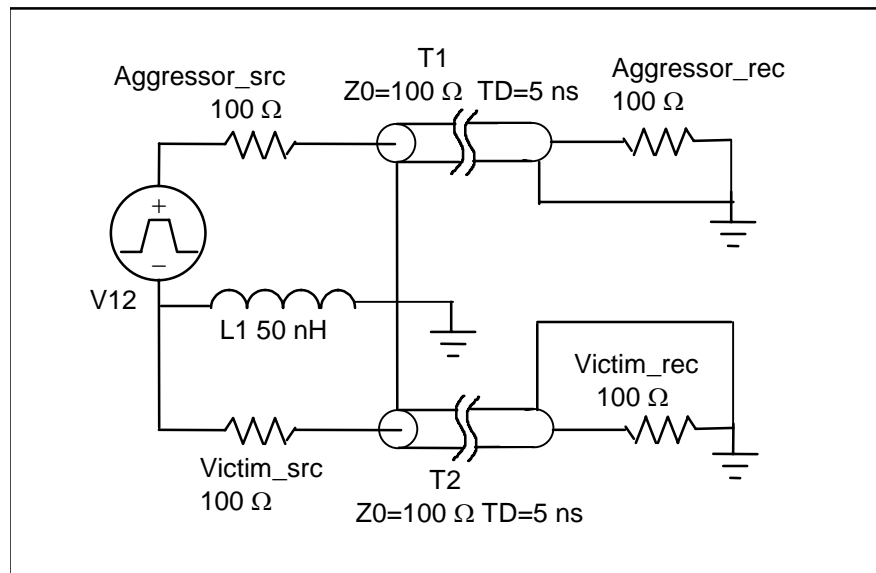 T1
Aggressor_src
Z0=100 Ω TD=5 ns
Aggressor_rec
100 Ω
100 Ω
+
−
V12
L1 50 nH
Victim_rec
100 Ω
Victim_src
100 Ω
T2
Z0=100 Ω TD=5 ns